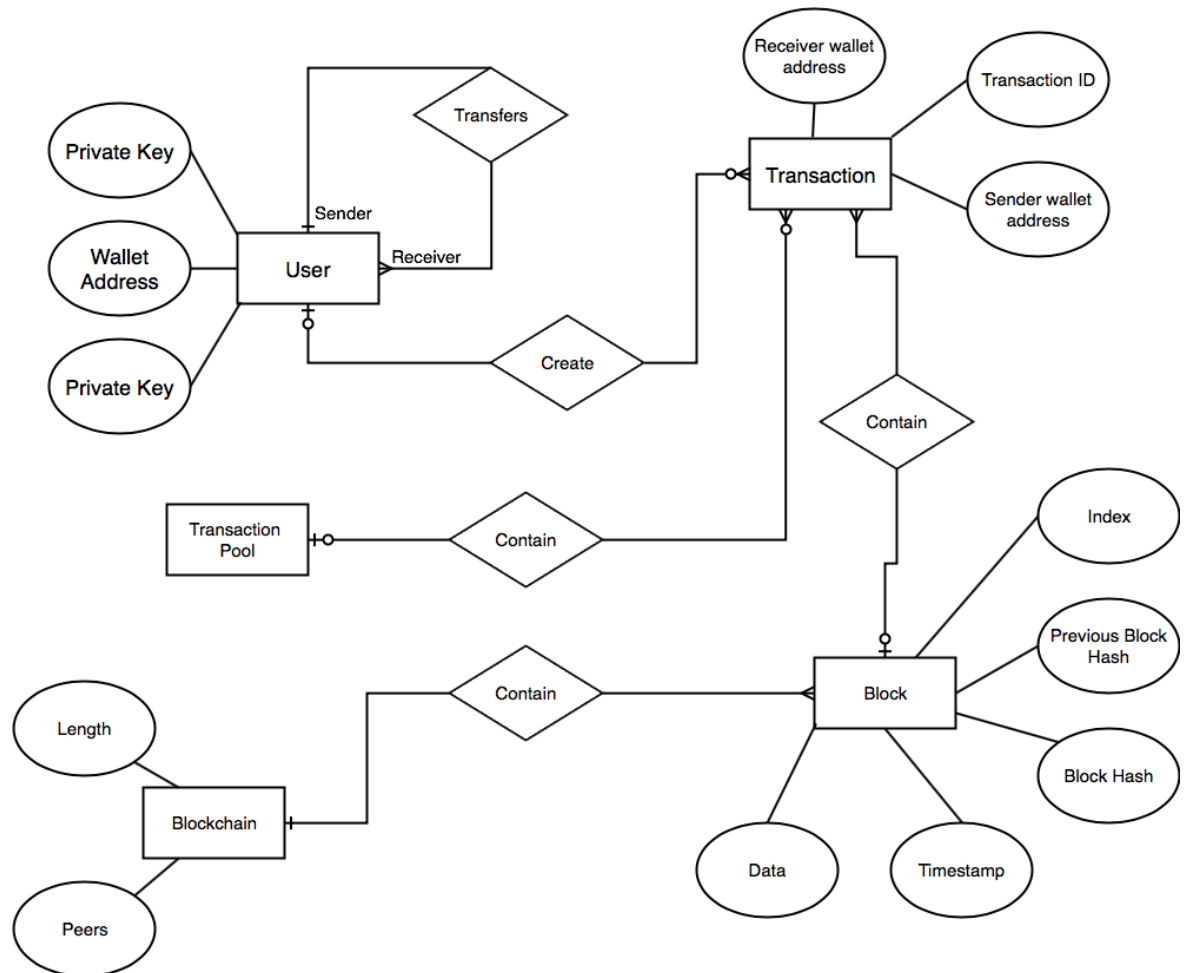 Receiver wallet
address
Transaction ID
Transfers
Private Key
Transaction
Sender wallet
address
Sender
Receiver
Wallet
Address
User
Create
Private Key
Contain
Transaction
Pool
Contain
Index
Previous Block
Hash
Contain
Block
Length
Block Hash
Blockchain
Data
Timestamp
Peers